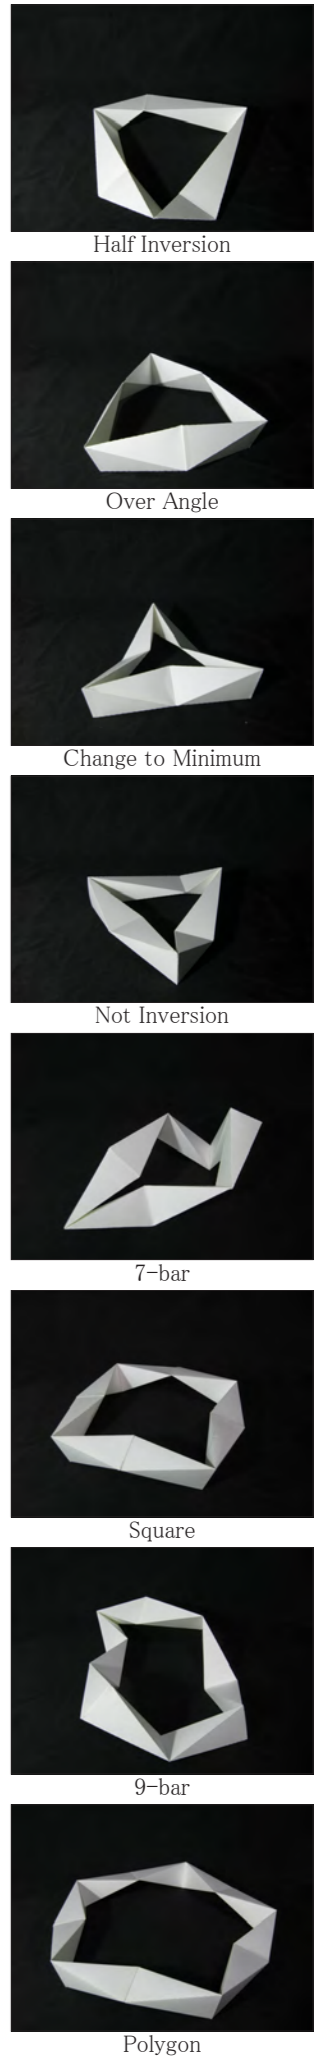 Half Inversion
Over Angle
Change to Minimum
Not Inversion
7-bar
Square
9-bar
Polygon